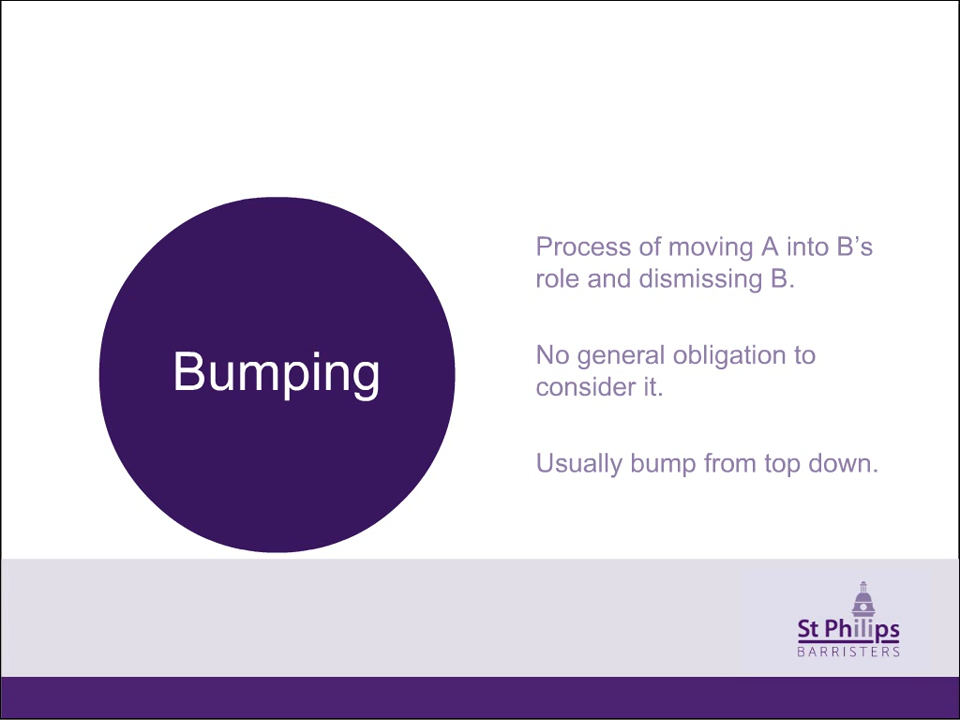 Bumping
Process of moving A into B’s
role and dismissing B.
No general obligation to
consider it.
Usually bump from top down.
St Philips
BARRISTERS